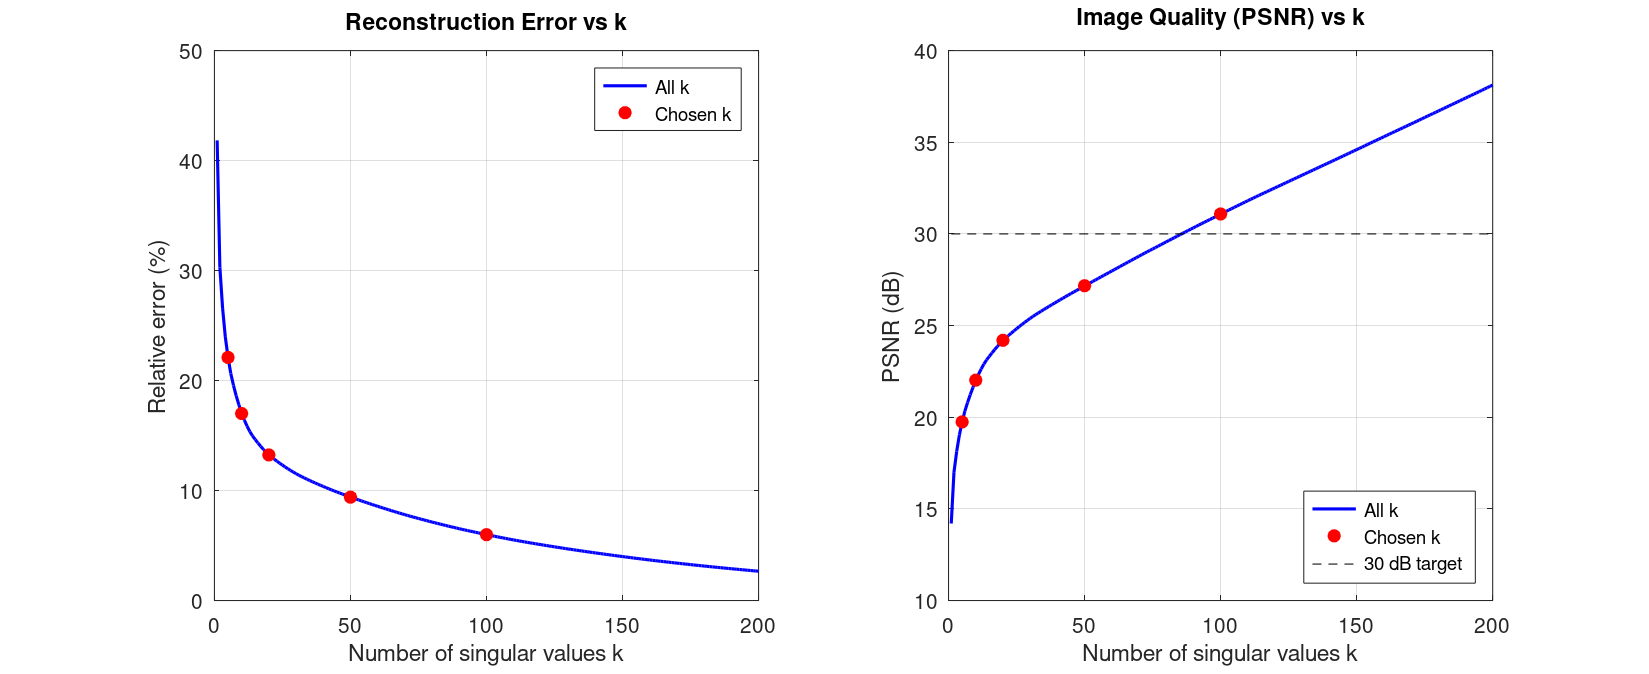 Reconstruction Error vs k
50
40
30
20
10
0
0 50 100 150 200
Relative error (%)
Number of singular values k
All k
Chosen k
Image Quality (PSNR) vs k
40
35
30
25
20
15
10
0 50 100 150 200
PSNR (dB)
Number of singular values k
All k
Chosen k
30 dB target